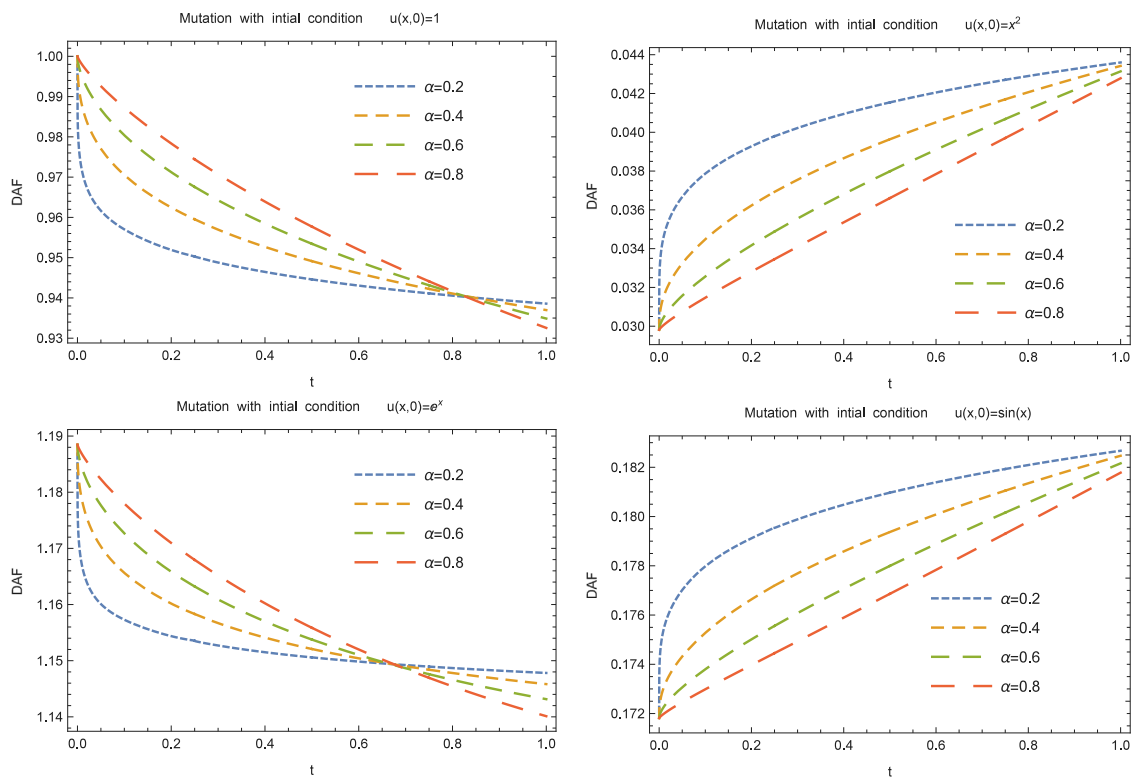 Mutation with intial condition u(x,0)=1
DAF
1.00
0.99
0.98
0.97
0.96
0.95
0.94
0.93
α=0.2
α=0.4
α=0.6
α=0.8
0.0 0.2 0.4 0.6 0.8 1.0
t
Mutation with intial condition u(x,0)=x²
DAF
0.044
0.042
0.040
0.038
0.036
0.034
0.032
0.030
α=0.2
α=0.4
α=0.6
α=0.8
0.0 0.2 0.4 0.6 0.8 1.0
t
Mutation with intial condition u(x,0)=eˣ
DAF
1.19
1.18
1.17
1.16
1.15
1.14
α=0.2
α=0.4
α=0.6
α=0.8
0.0 0.2 0.4 0.6 0.8 1.0
t
Mutation with intial condition u(x,0)=sin(x)
DAF
0.182
0.180
0.178
0.176
0.174
0.172
α=0.2
α=0.4
α=0.6
α=0.8
0.0 0.2 0.4 0.6 0.8 1.0
t